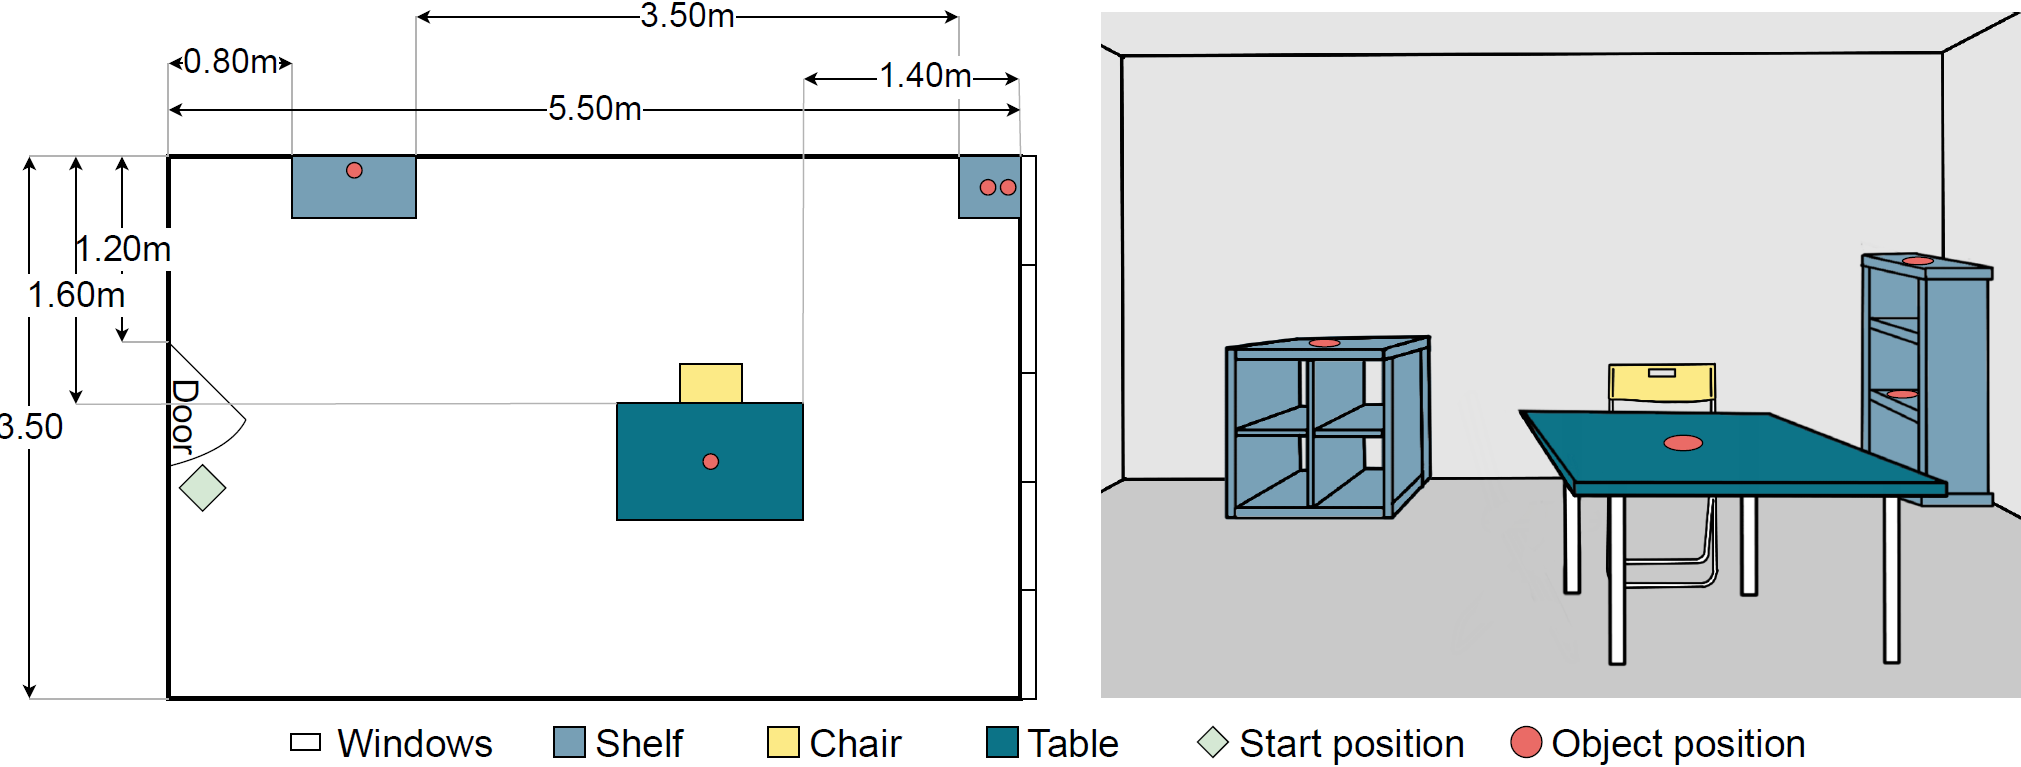 3.50m
0.80m
1.40m
5.50m
1.20m
1.60m
3.50
Door
Windows
Shelf
Chair
Table
Start position
Object position